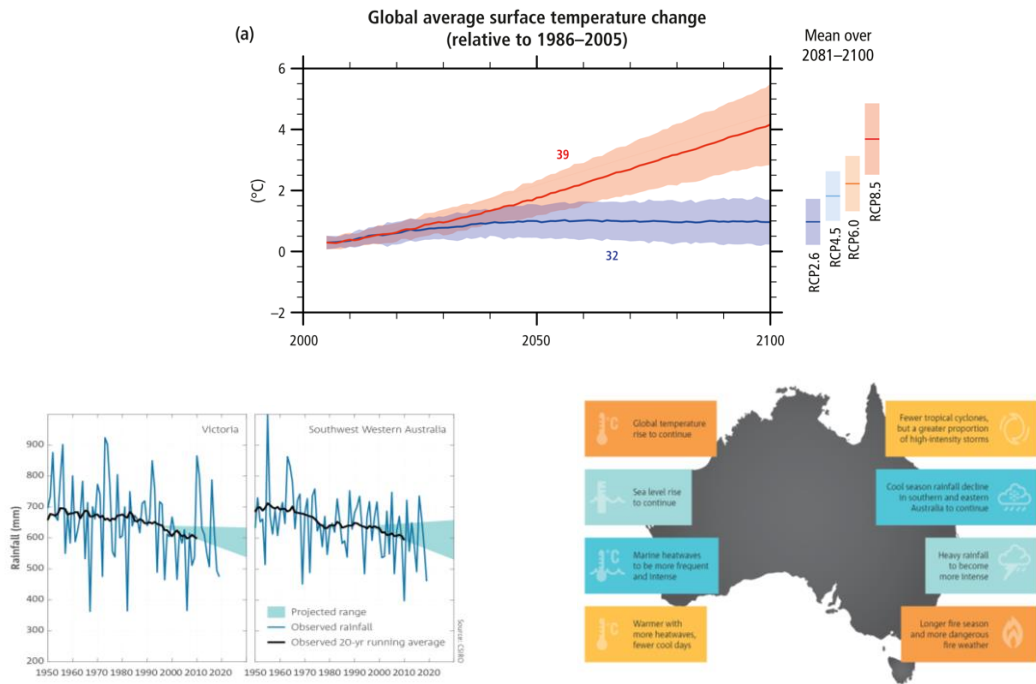 Global average surface temperature change
(relative to 1986–2005)
(a)
Mean over
2081–2100
6
4
2
0
−2
(°C)
39
32
2000
2050
2100
RCP2.6
RCP4.5
RCP6.0
RCP8.5
Victoria
Southwest Western Australia
Rainfall (mm)
900
800
700
600
500
400
300
200
Projected range
Observed rainfall
Observed 20-yr running average
Source: CSIRO
1950 1960 1970 1980 1990 2000 2010 2020
1950 1960 1970 1980 1990 2000 2010 2020
°C
Global temperature
rise to continue
Sea level rise
to continue
°C
Marine heatwaves
to be more frequent
and intense
°C
Warmer with
more heatwaves,
fewer cool days
Fewer tropical cyclones,
but a greater proportion
of high-intensity storms
Cool season rainfall decline
in southern and eastern
Australia to continue
Heavy rainfall
to become
more intense
Longer fire season
and more dangerous
fire weather